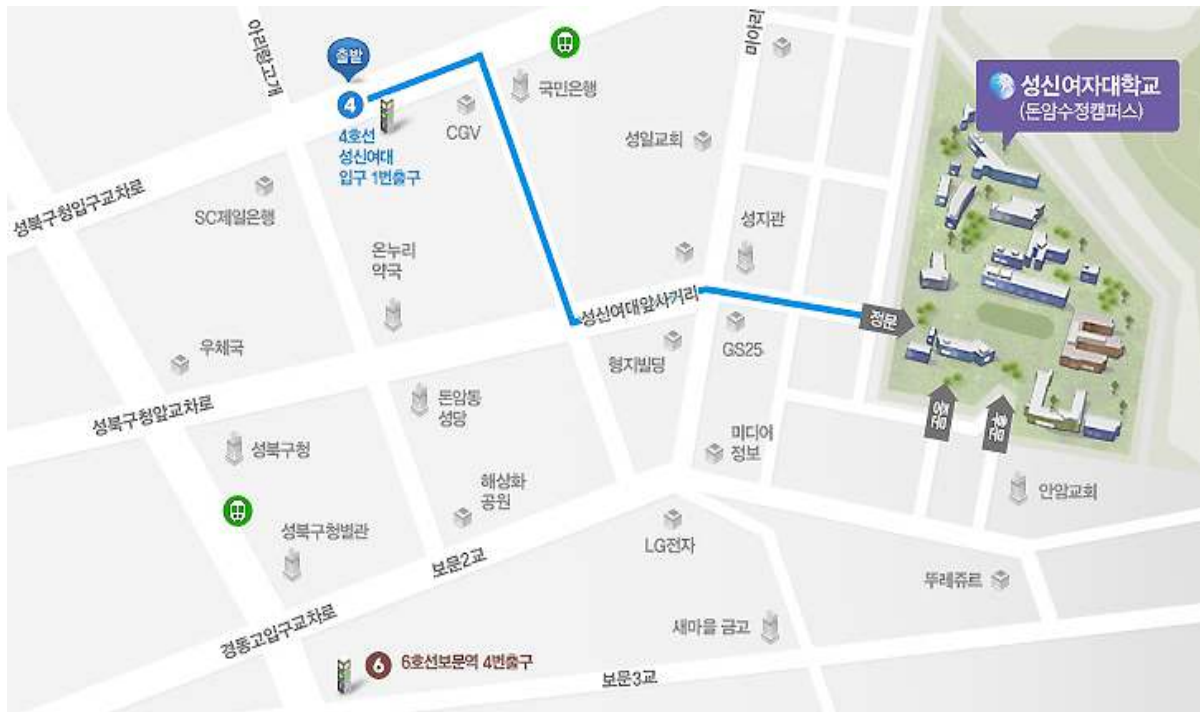 아리랑고개
미아리
출발
국민은행
성신여자대학교
(돈암수정캠퍼스)
4
CGV
성일교회
4호선
성신여대
입구 1번출구
성북구청입구교차로
SC제일은행
온누리
약국
성지관
성신여대앞사거리
정문
우체국
형지빌딩
GS25
돈암동
성당
성북구청앞교차로
동문
후문
성북구청
미디어
정보
해상화
공원
안암교회
성북구청별관
LG전자
보문2교
뚜레쥬르
경동고입구교차로
새마을 금고
6
6호선보문역 4번출구
보문3교